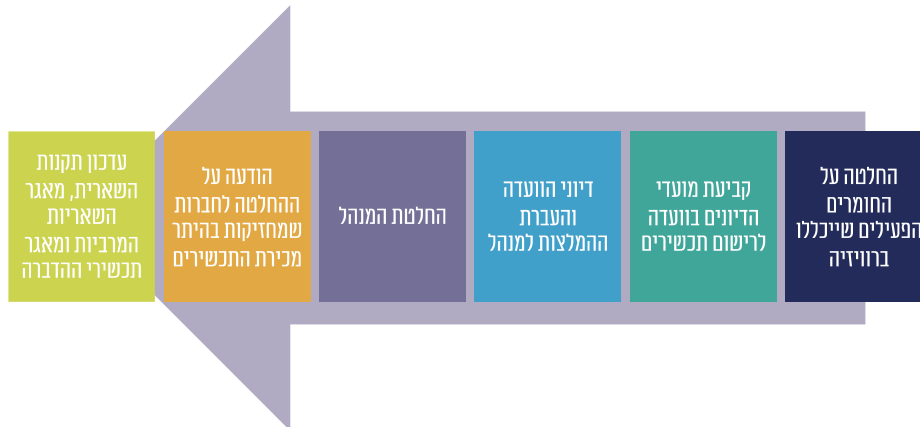 החלטה על
החומרים
הפעילים שייכללו
ברוויזיה
קביעת מועדי
הדיונים בוועדה
לרישום תכשירים
דיוני הוועדה
והעברת
ההמלצות למנהל
החלטת המנהל
הודעה על
ההחלטה לחברות
שמחזיקות בהיתר
מכירת התכשירים
עדכון תקנות
השארית, מאגר
השאריות
המרביות ומאגר
תכשירי ההדברה